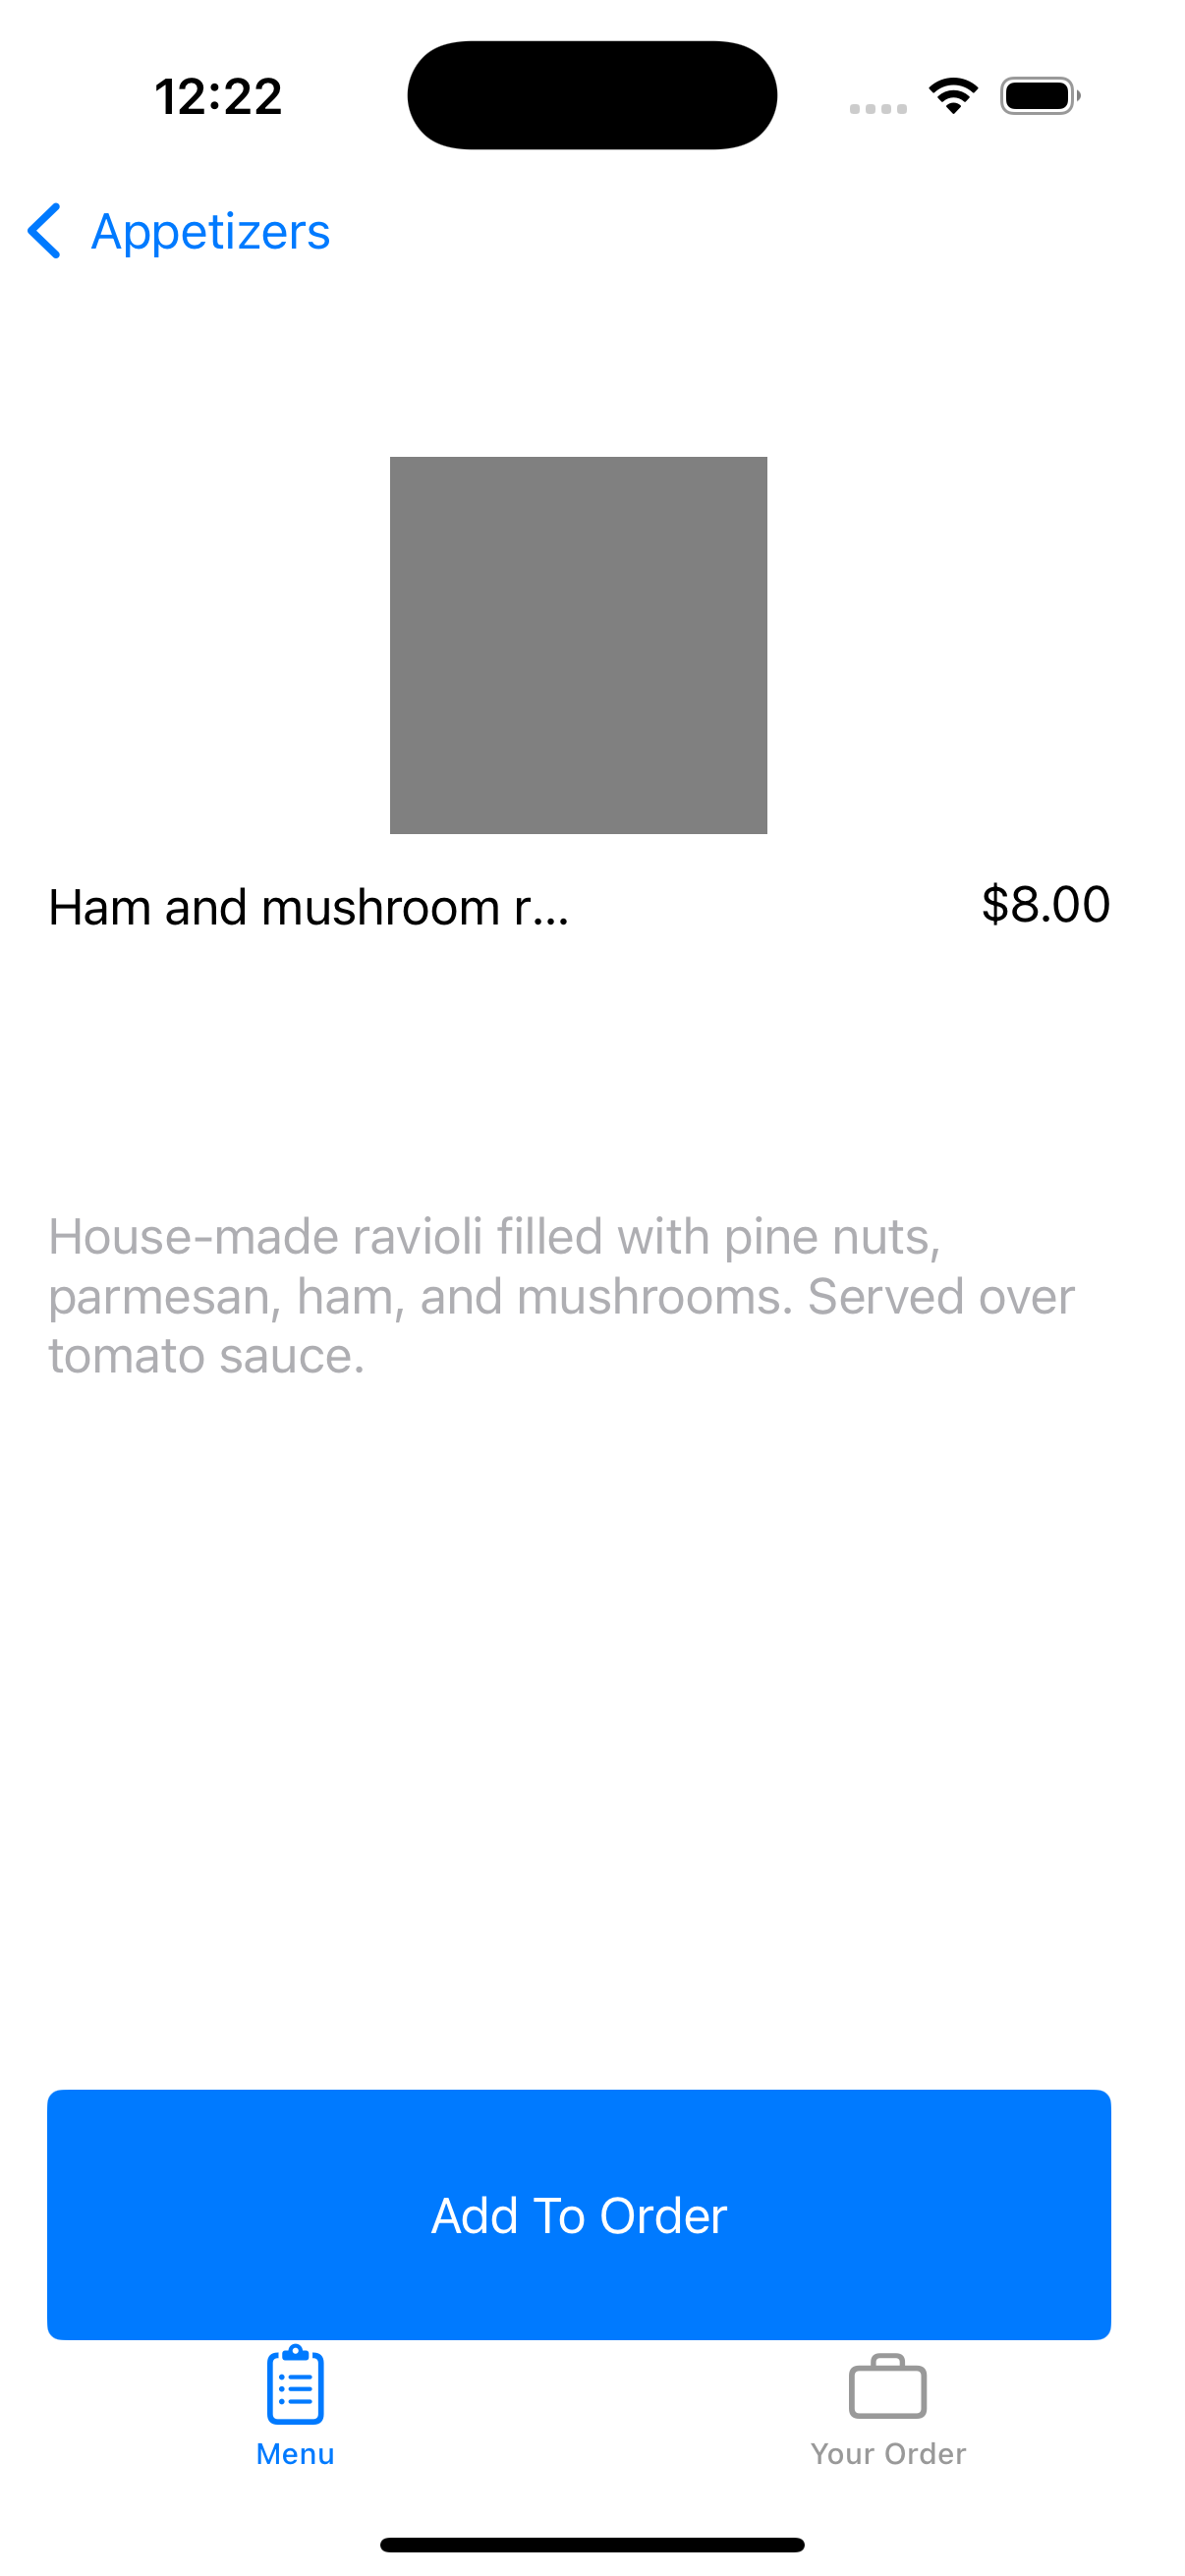 12:22
Appetizers
Ham and mushroom r...
$8.00
House-made ravioli filled with pine nuts,
parmesan, ham, and mushrooms. Served over
tomato sauce.
Add To Order
Menu
Your Order